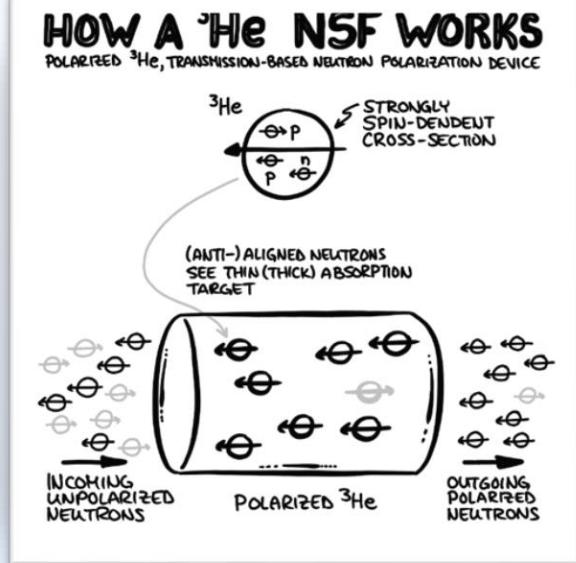 HOW A ³He NSF WORKS
POLARIZED ³He, TRANSMISSION-BASED NEUTRON POLARIZATION DEVICE
³He
STRONGLY
SPIN-DENDENT
CROSS-SECTION
P
n
P
(ANTI-) ALIGNED NEUTRONS
SEE THIN (THICK) ABSORPTION
TARGET
INCOMING
UNPOLARIZED
NEUTRONS
POLARIZED ³He
OUTGOING
POLARIZED
NEUTRONS